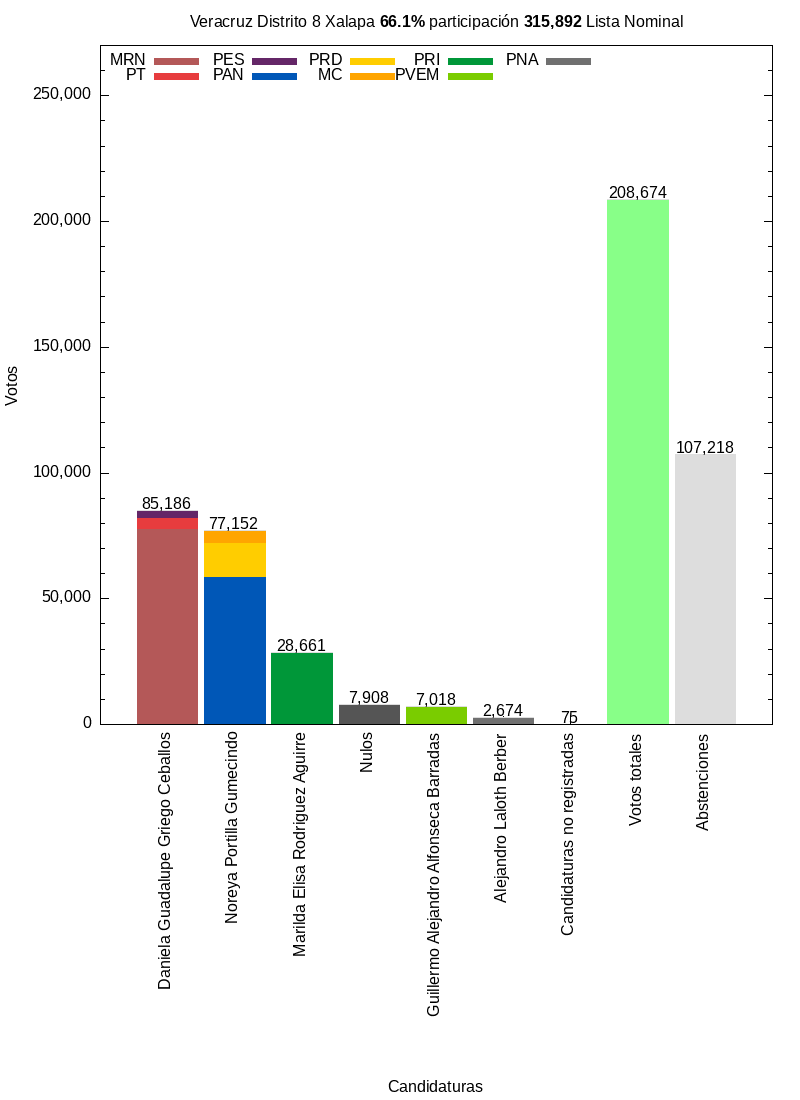 Veracruz Distrito 8 Xalapa 66.1% participación 315,892 Lista Nominal
MRN PES PRD PRI PNA
PT PAN MC PVEM
250,000
200,000
150,000
100,000
50,000
0
Votos
85,186
77,152
28,661
7,908
7,018
2,674
75
208,674
107,218
Daniela Guadalupe Griego Ceballos
Noreya Portilla Gumecindo
Marilda Elisa Rodriguez Aguirre
Nulos
Guillermo Alejandro Alfonseca Barradas
Alejandro Laloth Berber
Candidaturas no registradas
Votos totales
Abstenciones
Candidaturas